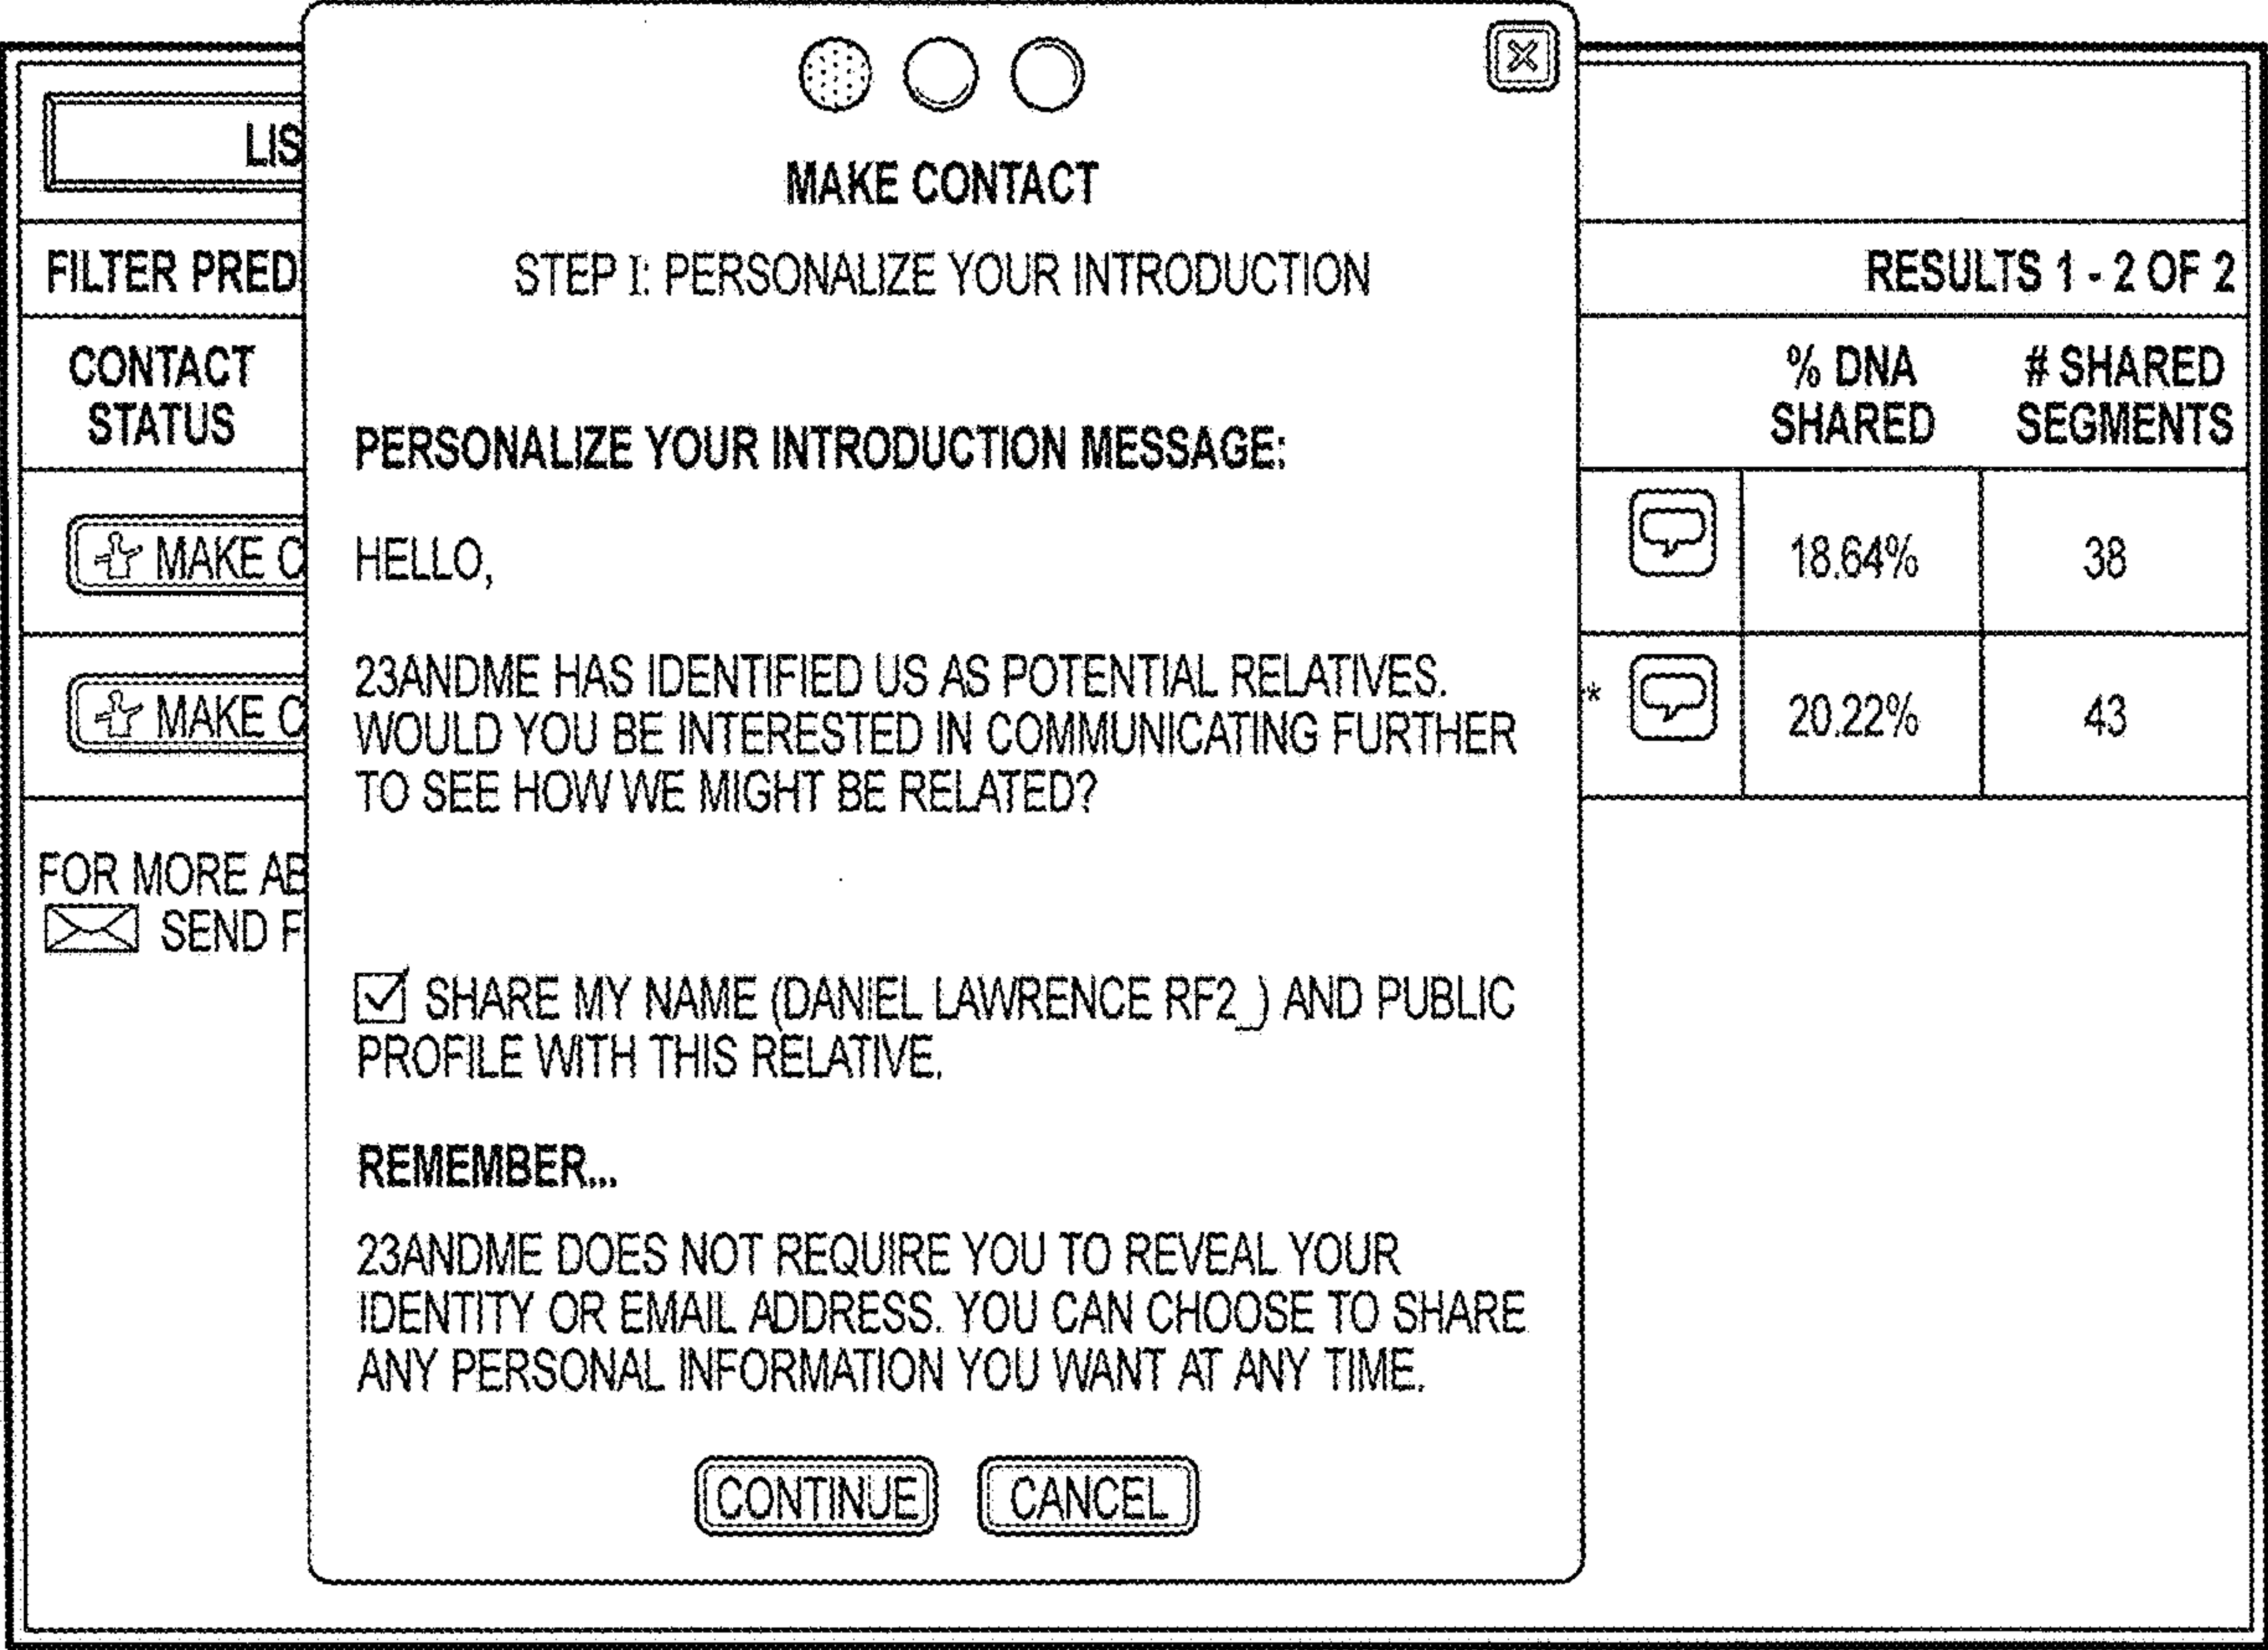 MAKE CONTACT
STEP I: PERSONALIZE YOUR INTRODUCTION
PERSONALIZE YOUR INTRODUCTION MESSAGE:
HELLO,
23ANDME HAS IDENTIFIED US AS POTENTIAL RELATIVES.
WOULD YOU BE INTERESTED IN COMMUNICATING FURTHER
TO SEE HOW WE MIGHT BE RELATED?
SHARE MY NAME (DANIEL LAWRENCE RF2_) AND PUBLIC
PROFILE WITH THIS RELATIVE.
REMEMBER...
23ANDME DOES NOT REQUIRE YOU TO REVEAL YOUR
IDENTITY OR EMAIL ADDRESS. YOU CAN CHOOSE TO SHARE
ANY PERSONAL INFORMATION YOU WANT AT ANY TIME.
CONTINUE CANCEL
LIS
FILTER PRED
CONTACT
STATUS
MAKE C
MAKE C
FOR MORE AB
SEND F
RESULTS 1 - 2 OF 2
% DNA # SHARED
SHARED SEGMENTS
18.64% 38
* 20.22% 43